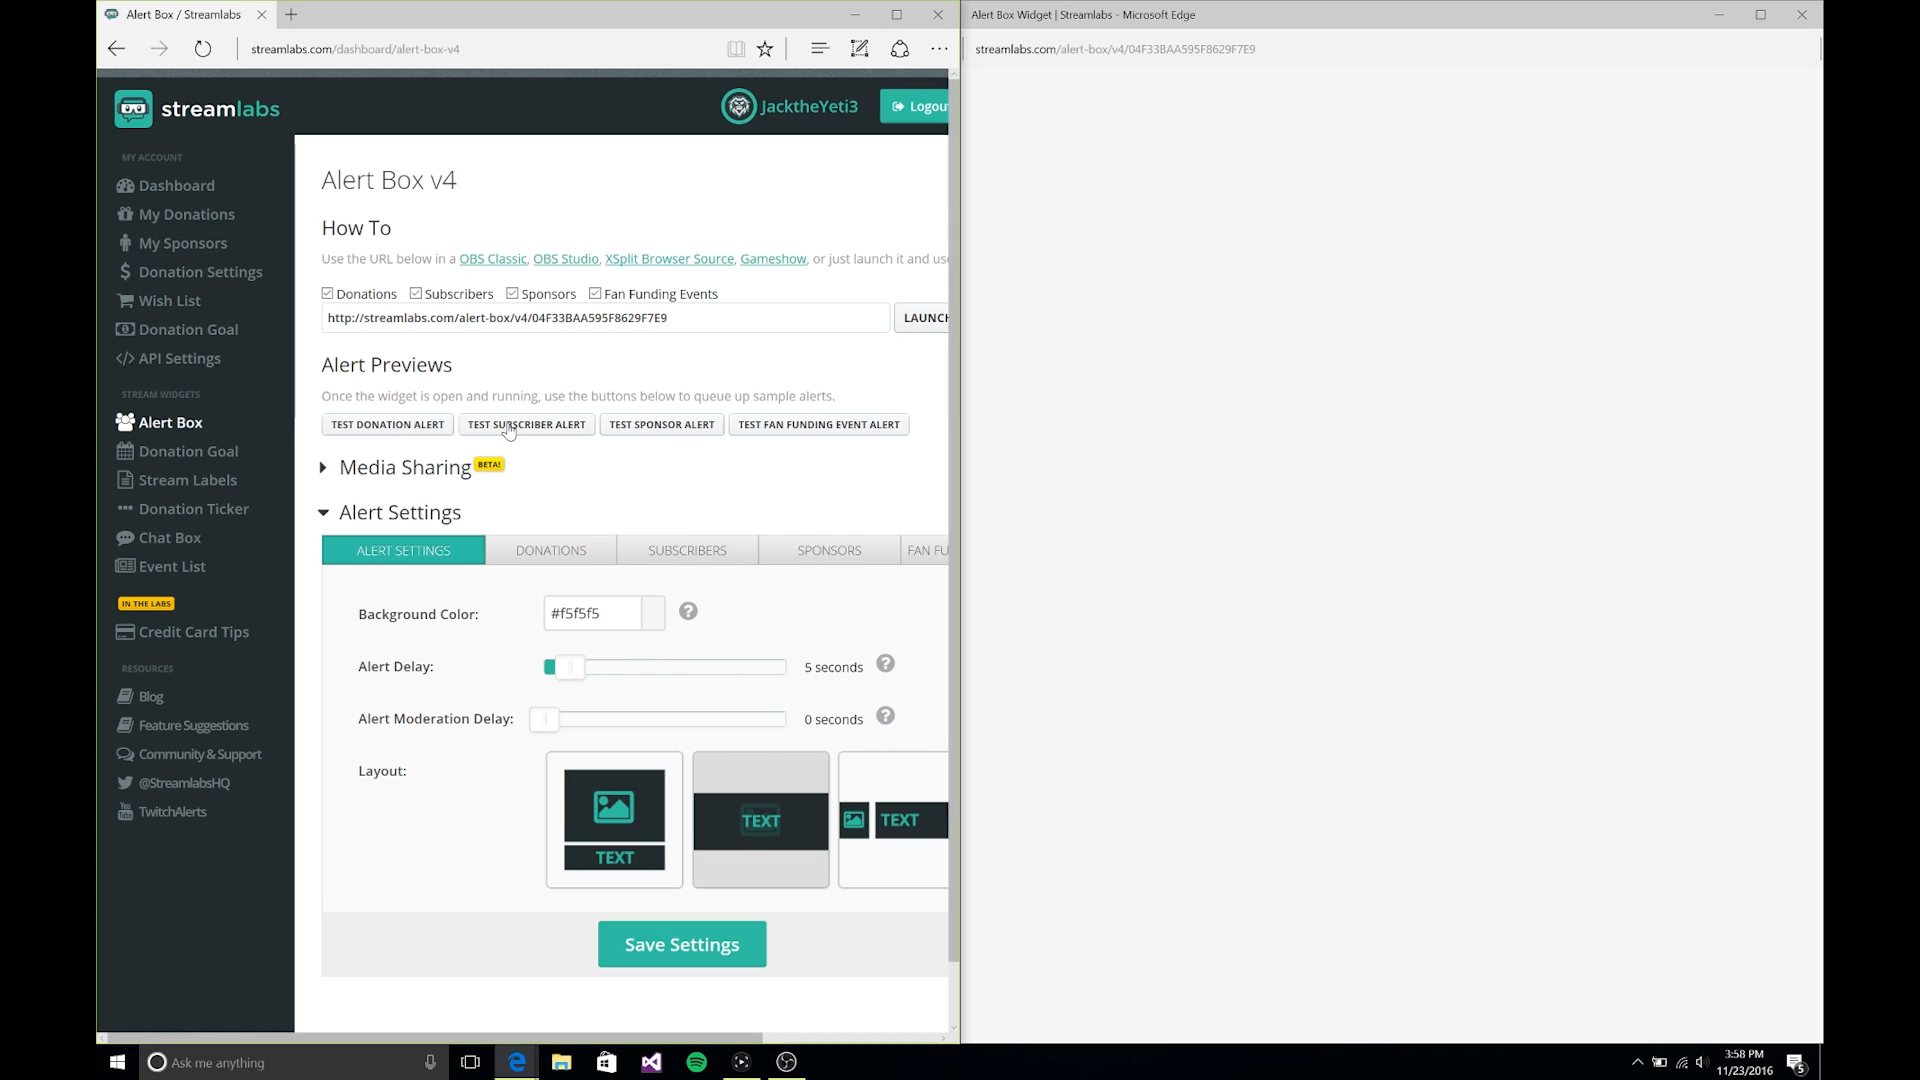 Alert Box / Streamlabs
streamlabs.com/dashboard/alert-box-v4
Alert Box Widget | Streamlabs - Microsoft Edge
streamlabs.com/alert-box/v4/04F33BAA595F8629F7E9
streamlabs
JacktheYeti3
Logou
MY ACCOUNT
Dashboard
My Donations
My Sponsors
Donation Settings
Wish List
Donation Goal
API Settings
STREAM WIDGETS
Alert Box
Donation Goal
Stream Labels
Donation Ticker
Chat Box
Event List
IN THE LABS
Credit Card Tips
RESOURCES
Blog
Feature Suggestions
Community & Support
@StreamlabsHQ
TwitchAlerts
Alert Box v4
How To
Use the URL below in a OBS Classic, OBS Studio, XSplit Browser Source, Gameshow, or just launch it and use
Donations Subscribers Sponsors Fan Funding Events
http://streamlabs.com/alert-box/v4/04F33BAA595F8629F7E9
LAUNCH
Alert Previews
Once the widget is open and running, use the buttons below to queue up sample alerts.
TEST DONATION ALERT TEST SUBSCRIBER ALERT TEST SPONSOR ALERT TEST FAN FUNDING EVENT ALERT
Media Sharing BETA!
Alert Settings
ALERT SETTINGS DONATIONS SUBSCRIBERS SPONSORS FAN FU
Background Color: #f5f5f5 ?
Alert Delay: 5 seconds ?
Alert Moderation Delay: 0 seconds ?
Layout:
TEXT
TEXT
TEXT
Save Settings
Ask me anything
3:58 PM
11/23/2016
5